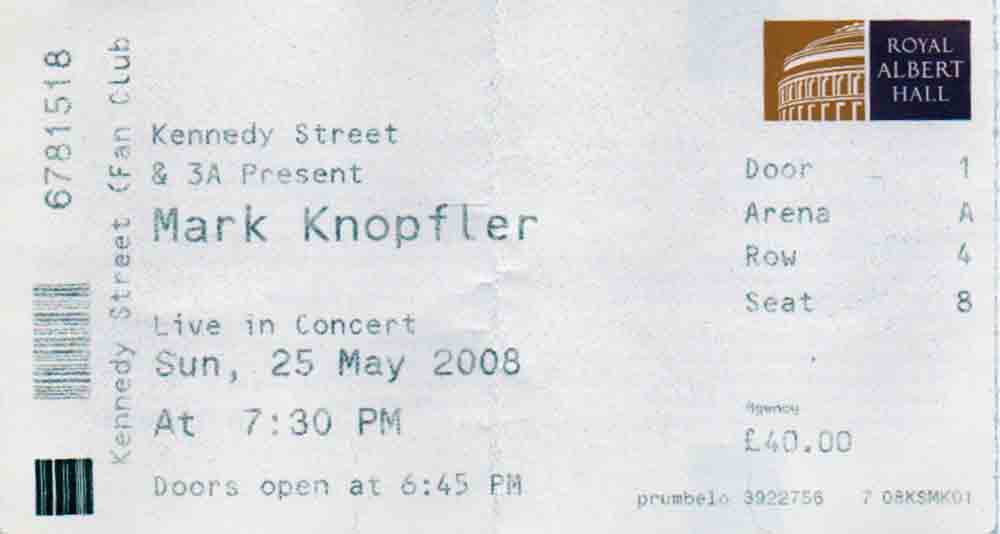 6781518
Kennedy Street (Fan Club
Kennedy Street
& 3A Present
Mark Knopfler
Live in Concert
Sun, 25 May 2008
At 7:30 PM
Doors open at 6:45 PM
ROYAL
ALBERT
HALL
Door 1
Arena A
Row 4
Seat 8
Agency
£40.00
prumbelo 3922756 7 08KSMK01